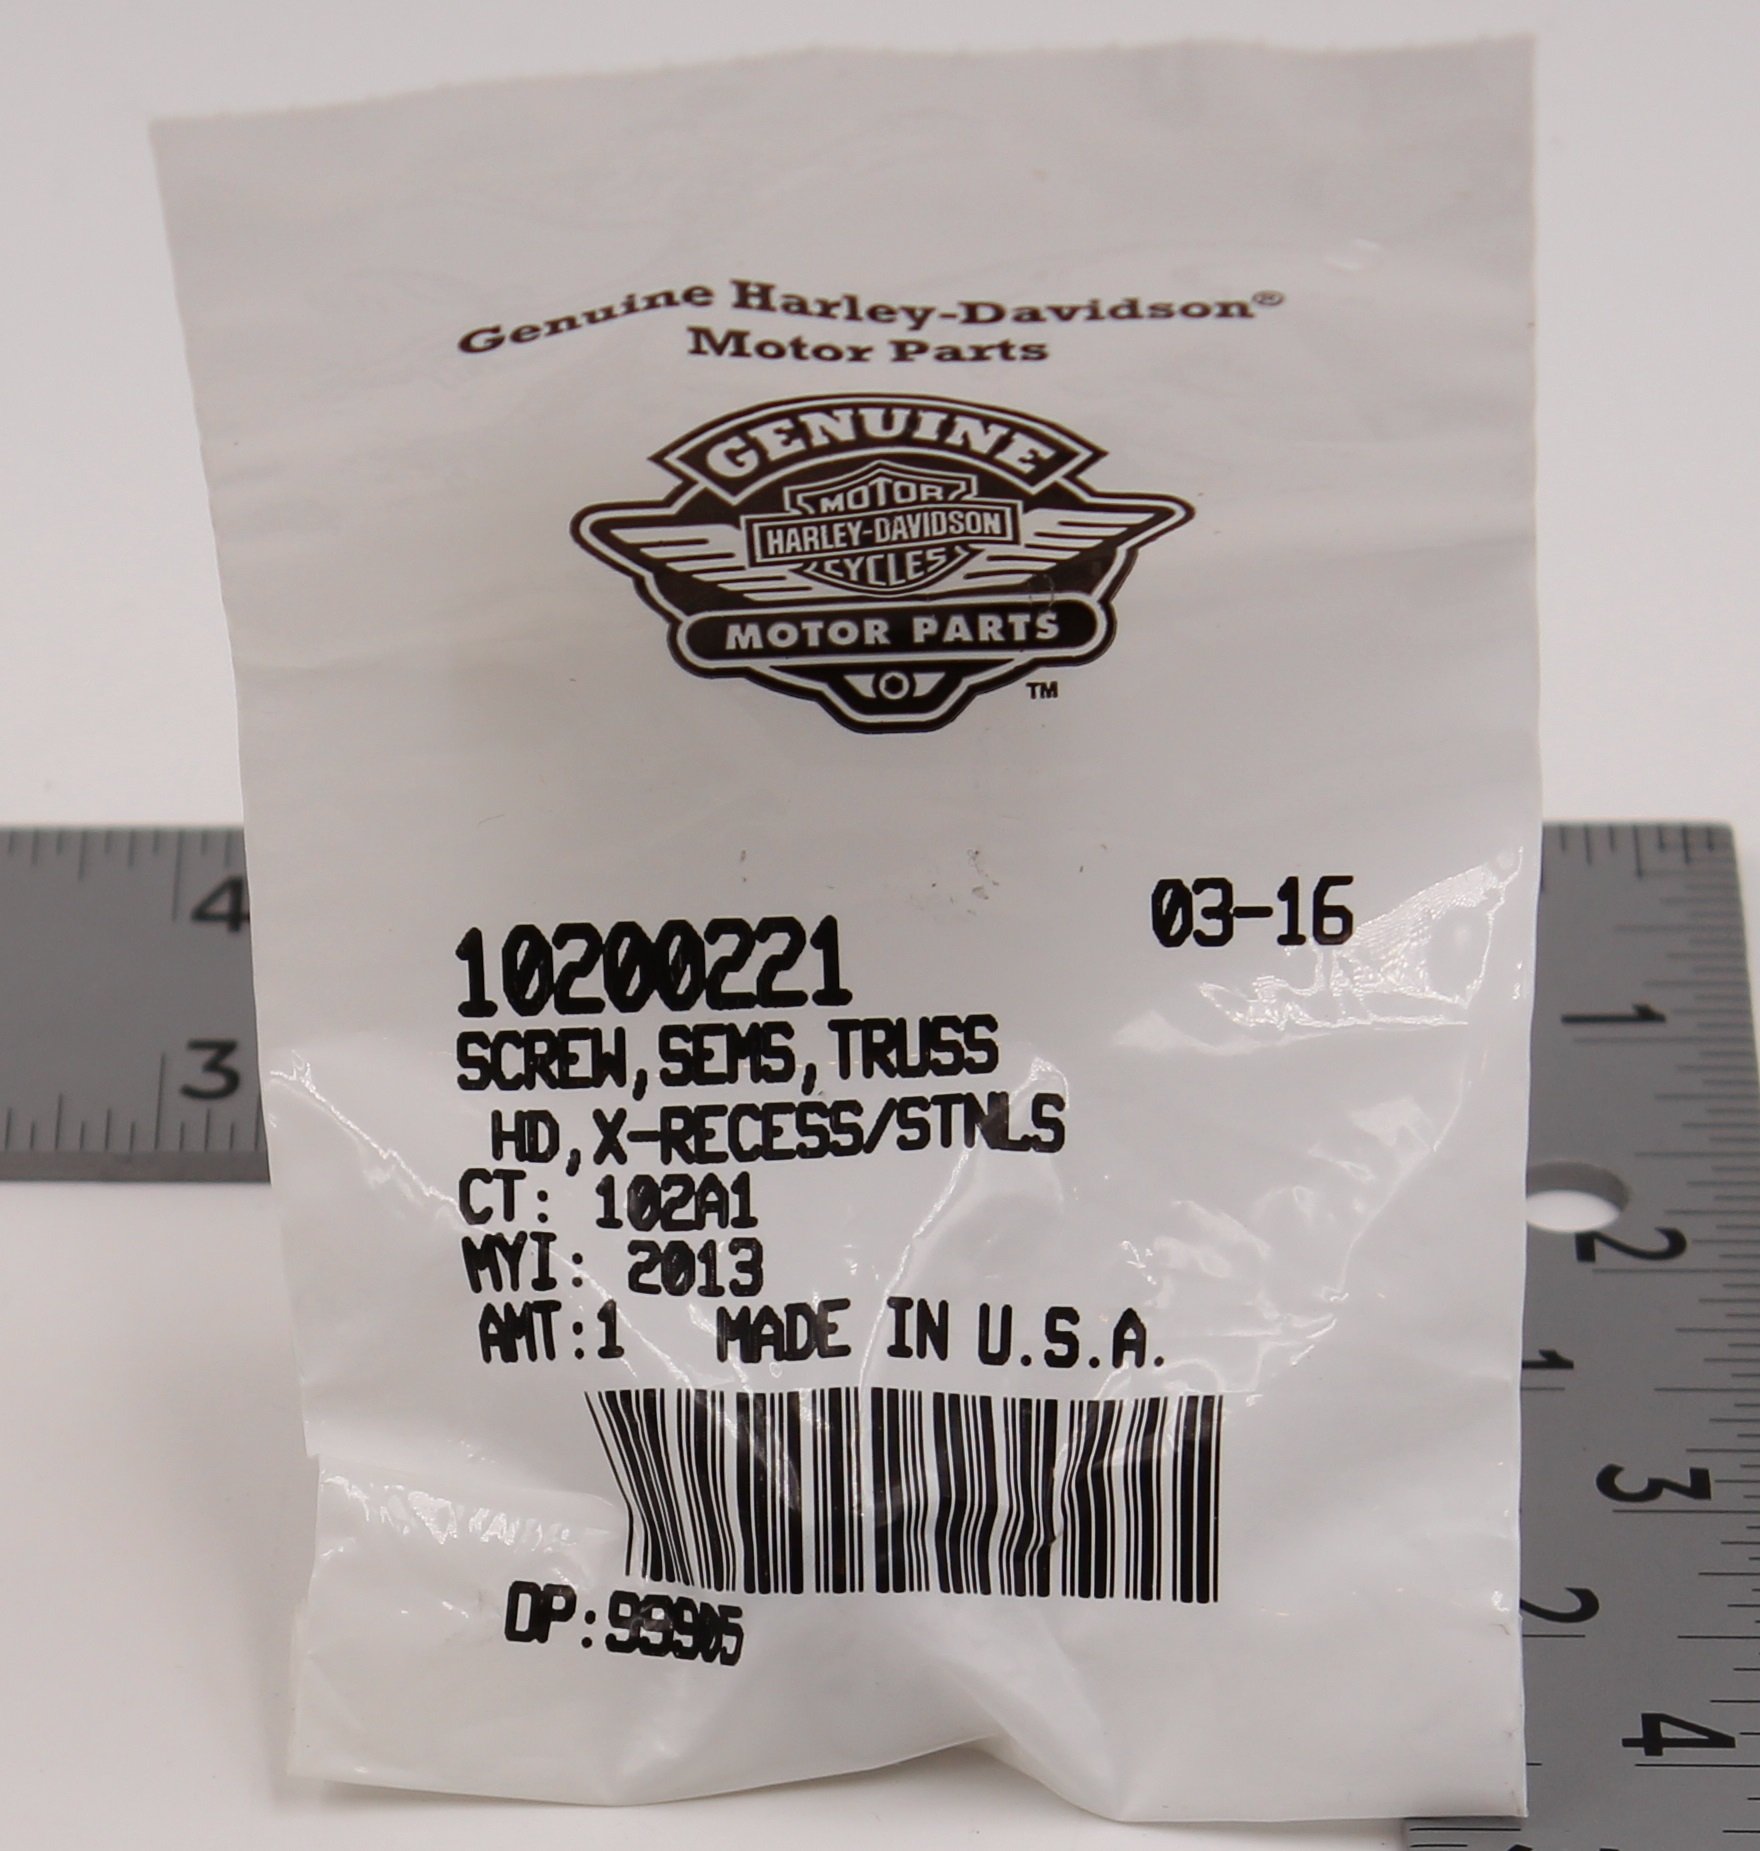 Genuine Harley-Davidson®
Motor Parts
GENUINE
MOTOR
HARLEY-DAVIDSON
CYCLES
MOTOR PARTS
TM
03-16
10200221
SCREW,SEMS,TRUSS
HD,X-RECESS/STNLS
CT: 102A1
MYI: 2013
AMT:1 MADE IN U.S.A.
DP:99905
4
3
1
2
3
4
1
2